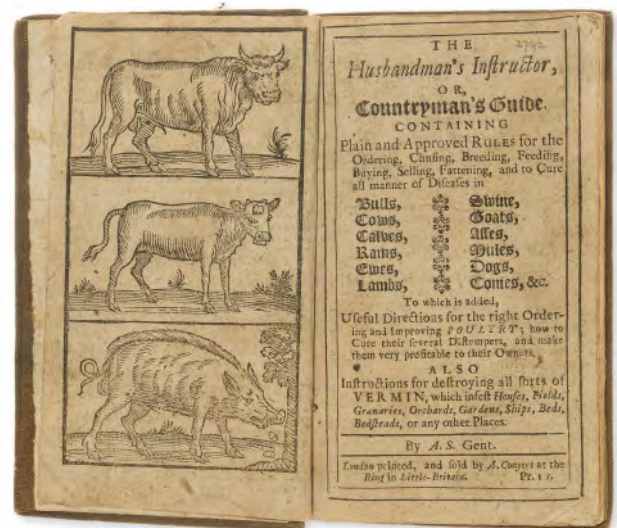 THE 2792
Husbandman's Inſtructor,
OR,
Countryman's Guide.
CONTAINING
Plain and Approved RULES for the
Ordering, Chuſing, Breeding, Feeding,
Buying, Selling, Fattening, and to Cure
all manner of Diſeaſes in
Bulls, Swine,
Cows, Goats,
Calves, Aſſes,
Rams, Mules,
Ewes, Dogs,
Lambs, Conies, &c.
To which is added,
Uſeful Directions for the right Order-
ing and Improving POULTRY; how to
Cure their ſeveral Diſtempers, and make
them very profitable to their Owners.
ALSO
Inſtructions for deſtroying all ſorts of
VERMIN, which infeſt Houſes, Fields,
Granaries, Orchards, Gardens, Ships, Beds,
Bedſteads, or any other Places.
By A. S. Gent.
London printed, and ſold by A. Conyers at the
Ring in Little-Britain. Pr. 1 s.